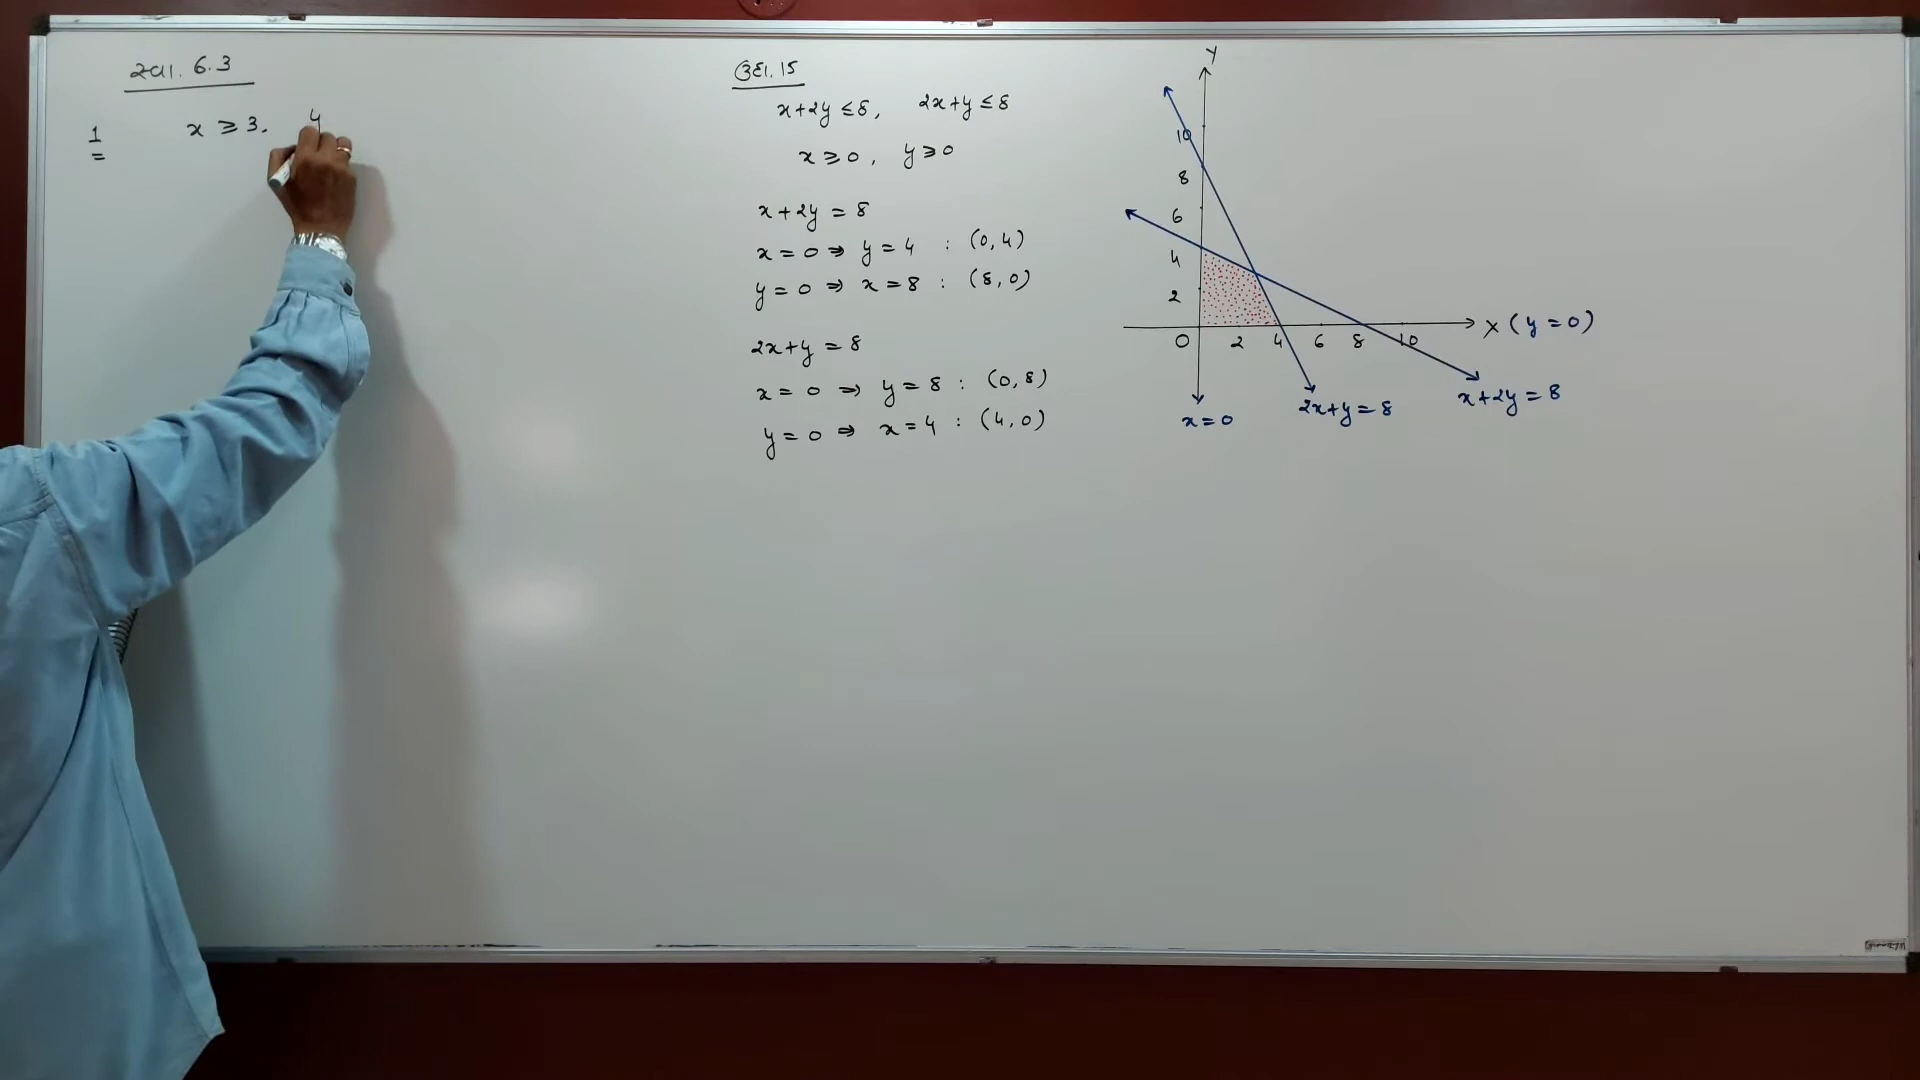 સ્વા. 6.3
1 x ≥ 3, y
ઉદા. 15
x+2y ≤ 8, 2x+y ≤ 8
x ≥ 0, y ≥ 0
x+2y = 8
x = 0 ⇒ y = 4 : (0, 4)
y = 0 ⇒ x = 8 : (8, 0)
2x+y = 8
x = 0 ⇒ y = 8 : (0, 8)
y = 0 ⇒ x = 4 : (4, 0)
Y
10
8
6
4
2
0 2 4 6 8 10
X (y = 0)
x = 0
2x+y = 8
x+2y = 8